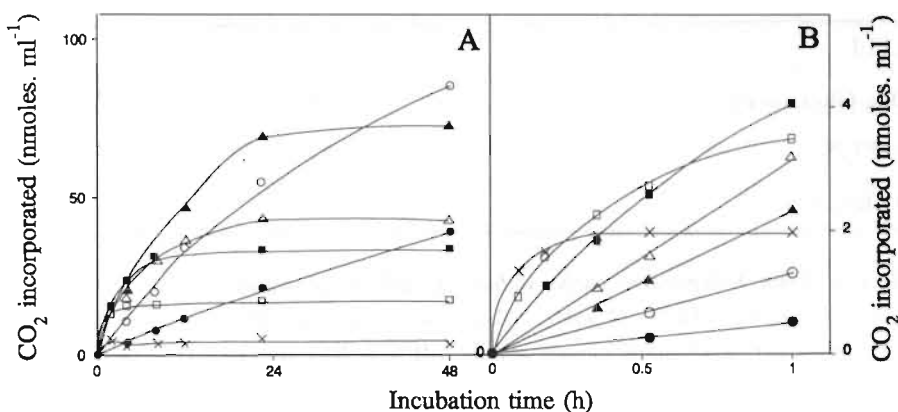 A
B
CO2 incorporated (nmoles. ml-1)
100
50
0
0
24
48
0
0.5
1
4
2
0
CO2 incorporated (nmoles. ml-1)
Incubation time (h)